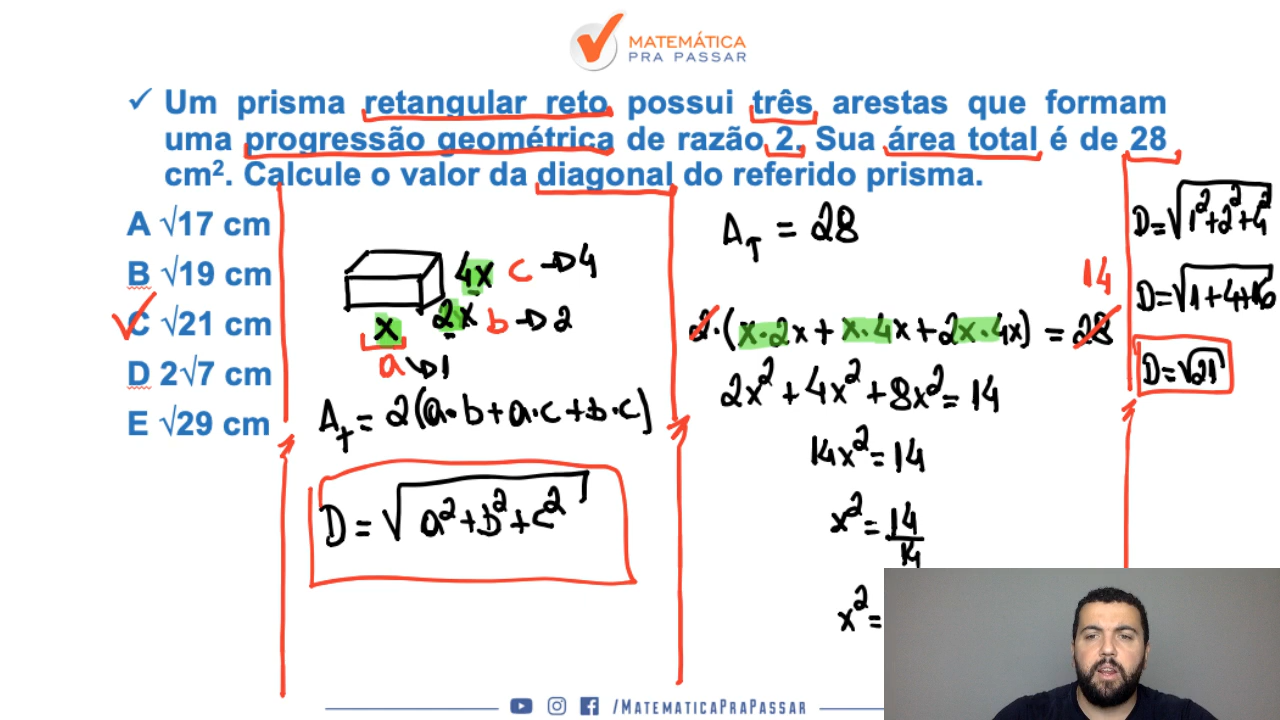 MATEMÁTICA
PRA PASSAR
✓ Um prisma retangular reto possui três arestas que formam
uma progressão geométrica de razão 2. Sua área total é de 28
cm². Calcule o valor da diagonal do referido prisma.
A √17 cm
B √19 cm
C √21 cm
D 2√7 cm
E √29 cm
4x c → 4
2x b → 2
x
a → 1
A_T = 2(a·b+a·c+b·c)
D = √a²+b²+c²
A_T = 28
14
2·(x·2x + x·4x + 2x·4x) = 28
2x² + 4x² + 8x² = 14
14x² = 14
x² = 14/14
x² =
D = √1²+2²+4²
D = √1+4+16
D = √21
/MATEMATICAPRAPASSAR